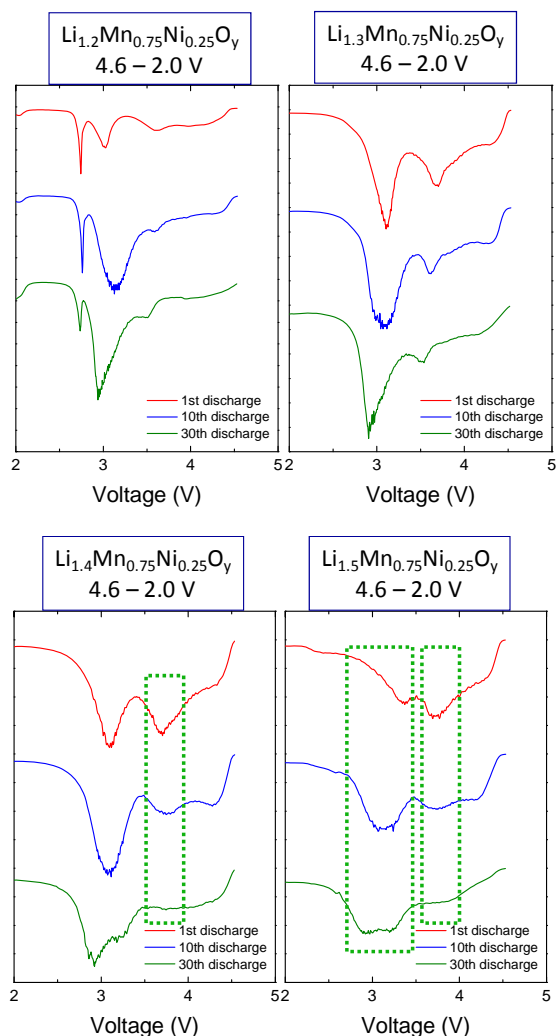 Li1.2Mn0.75Ni0.25Oy
4.6 – 2.0 V
Li1.3Mn0.75Ni0.25Oy
4.6 – 2.0 V
1st discharge
10th discharge
30th discharge
1st discharge
10th discharge
30th discharge
2 3 4 5
2 3 4 5
Voltage (V)
Voltage (V)
Li1.4Mn0.75Ni0.25Oy
4.6 – 2.0 V
Li1.5Mn0.75Ni0.25Oy
4.6 – 2.0 V
1st discharge
10th discharge
30th discharge
1st discharge
10th discharge
30th discharge
2 3 4 5
2 3 4 5
Voltage (V)
Voltage (V)